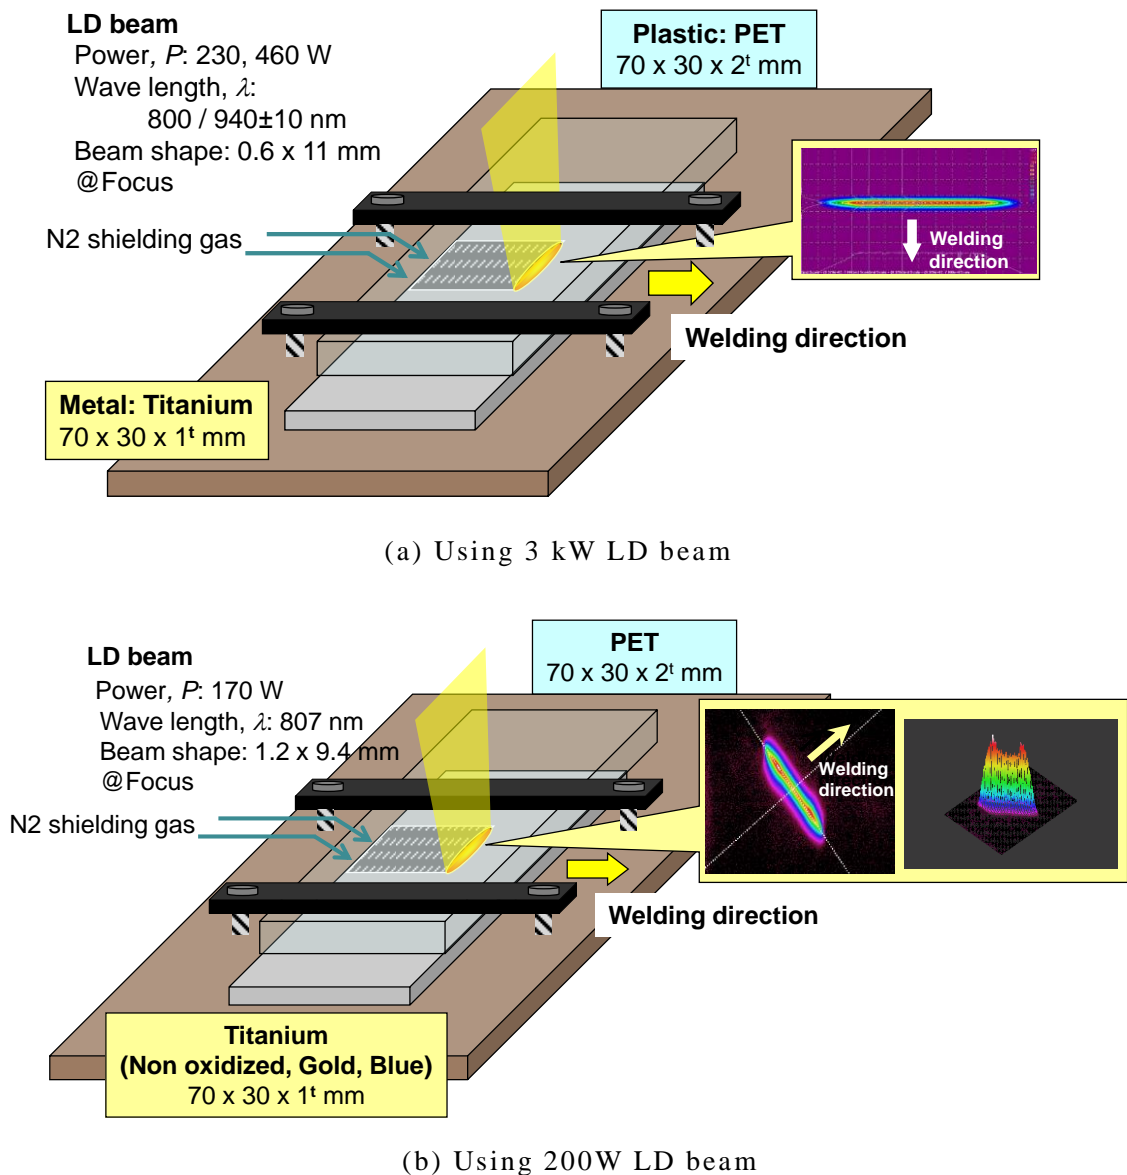 LD beam
Power, P: 230, 460 W
Wave length, λ:
800 / 940±10 nm
Beam shape: 0.6 x 11 mm
@Focus
N2 shielding gas
Plastic: PET
70 x 30 x 2ᵗ mm
Welding
direction
Welding direction
Metal: Titanium
70 x 30 x 1ᵗ mm
(a) Using 3 kW LD beam
LD beam
Power, P: 170 W
Wave length, λ: 807 nm
Beam shape: 1.2 x 9.4 mm
@Focus
N2 shielding gas
PET
70 x 30 x 2ᵗ mm
Welding
direction
Welding direction
Titanium
(Non oxidized, Gold, Blue)
70 x 30 x 1ᵗ mm
(b) Using 200W LD beam